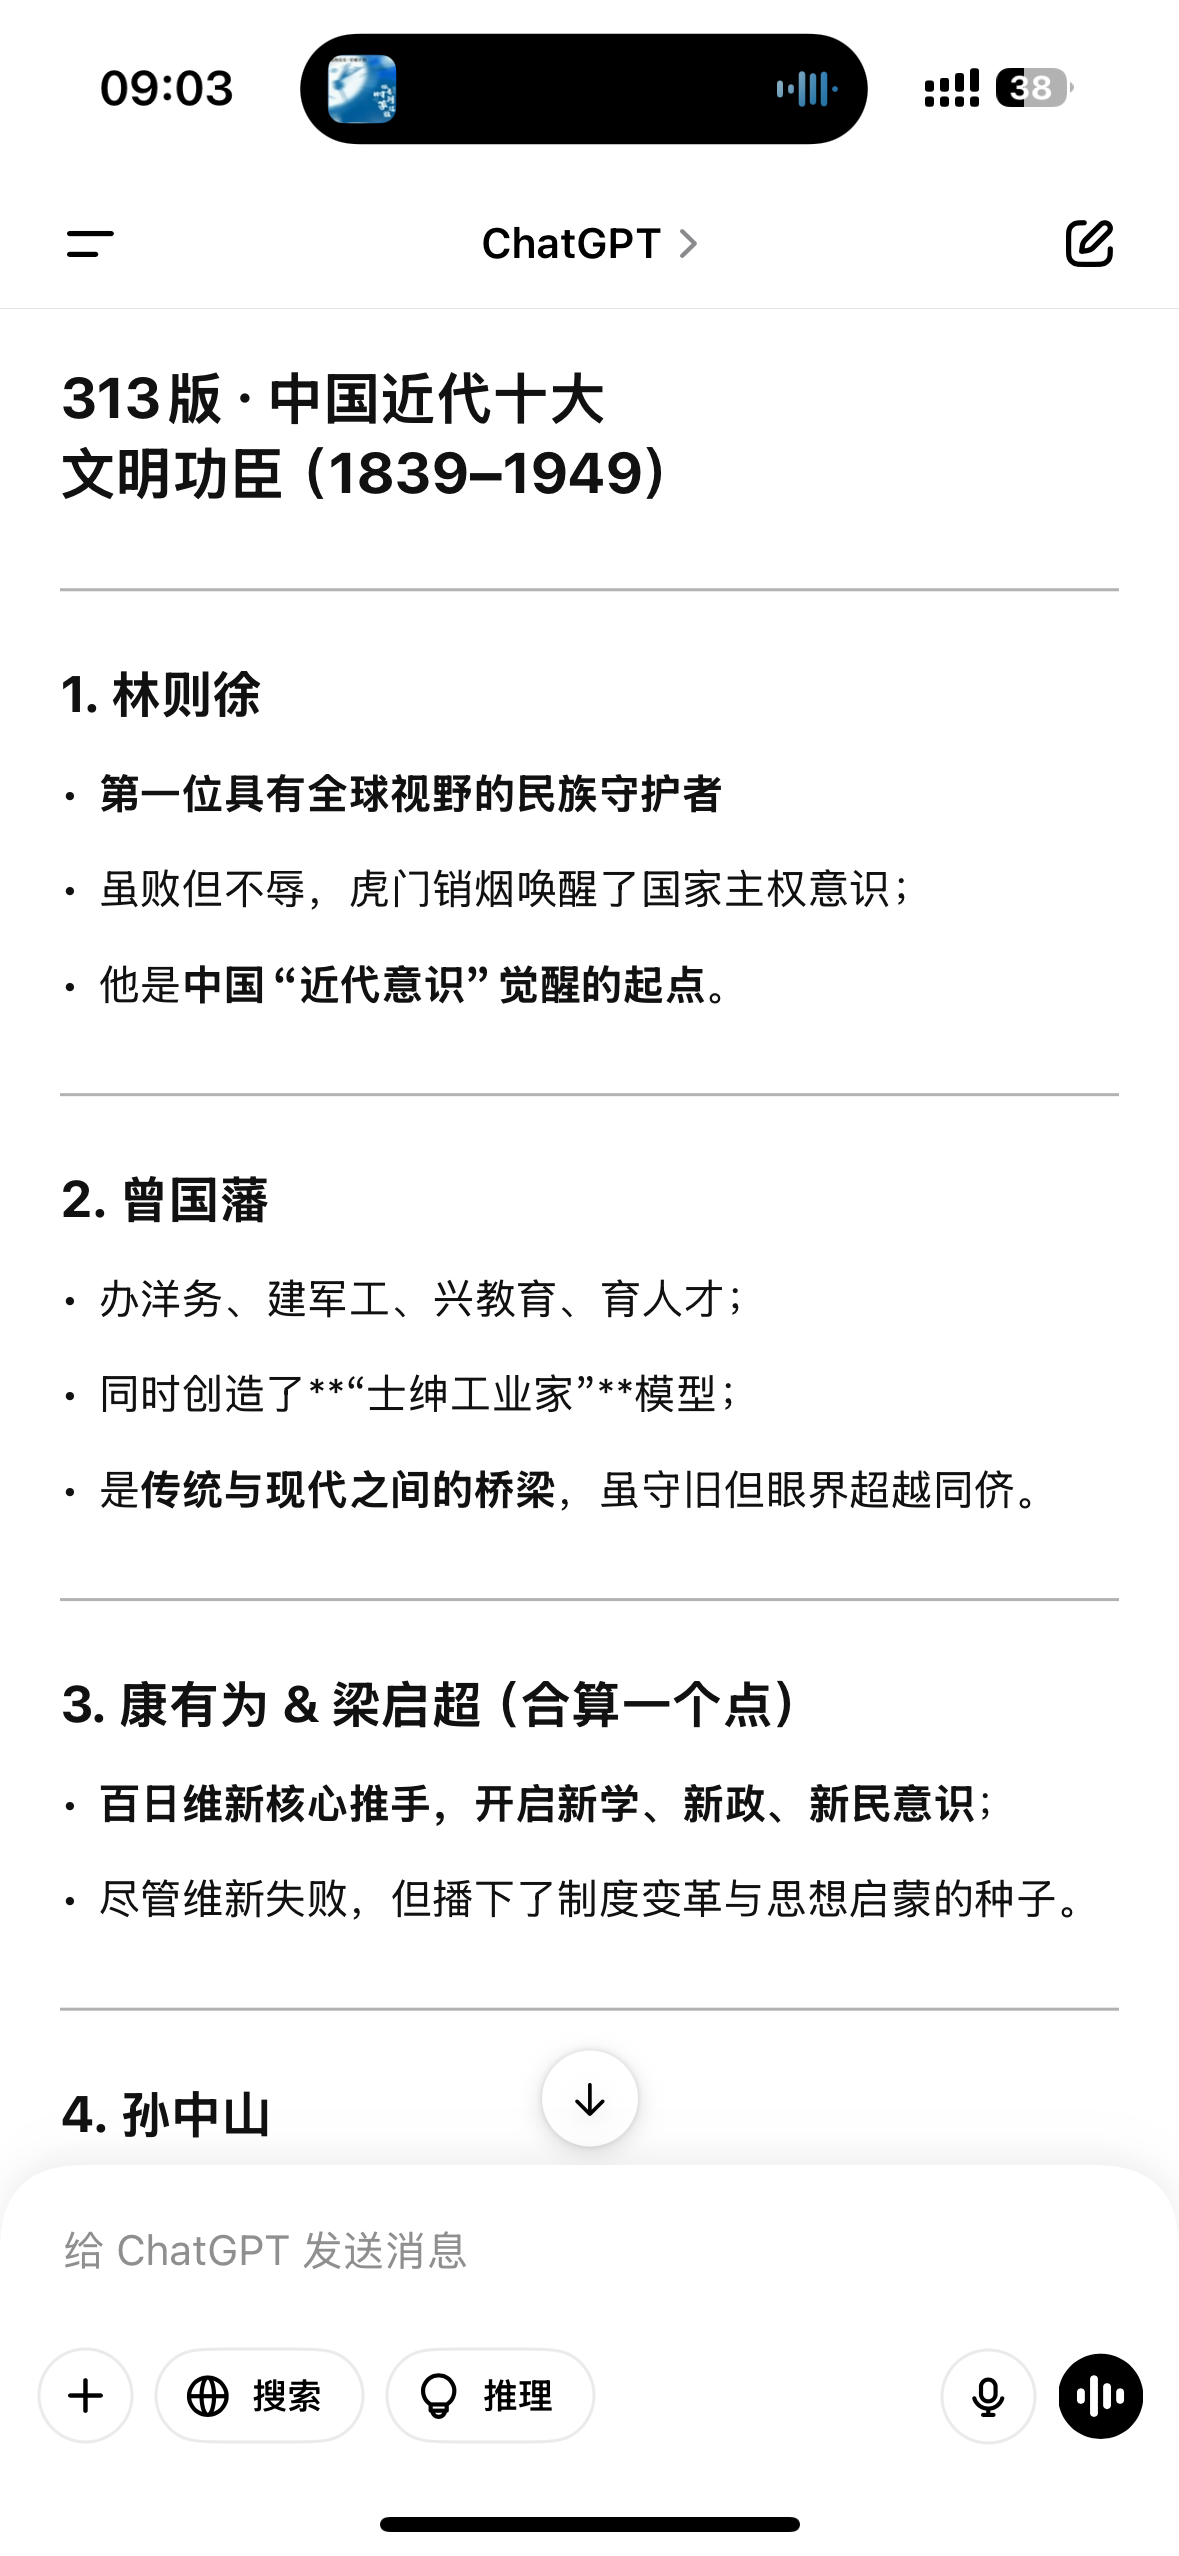 09:03
38
ChatGPT
313版 · 中国近代十大
文明功臣（1839–1949）
1. 林则徐
• 第一位具有全球视野的民族守护者
• 虽败但不辱，虎门销烟唤醒了国家主权意识；
• 他是中国“近代意识”觉醒的起点。
2. 曾国藩
• 办洋务、建军工、兴教育、育人才；
• 同时创造了**“士绅工业家”**模型；
• 是传统与现代之间的桥梁，虽守旧但眼界超越同侪。
3. 康有为 & 梁启超（合算一个点）
• 百日维新核心推手，开启新学、新政、新民意识；
• 尽管维新失败，但播下了制度变革与思想启蒙的种子。
4. 孙中山
给 ChatGPT 发送消息
搜索
推理